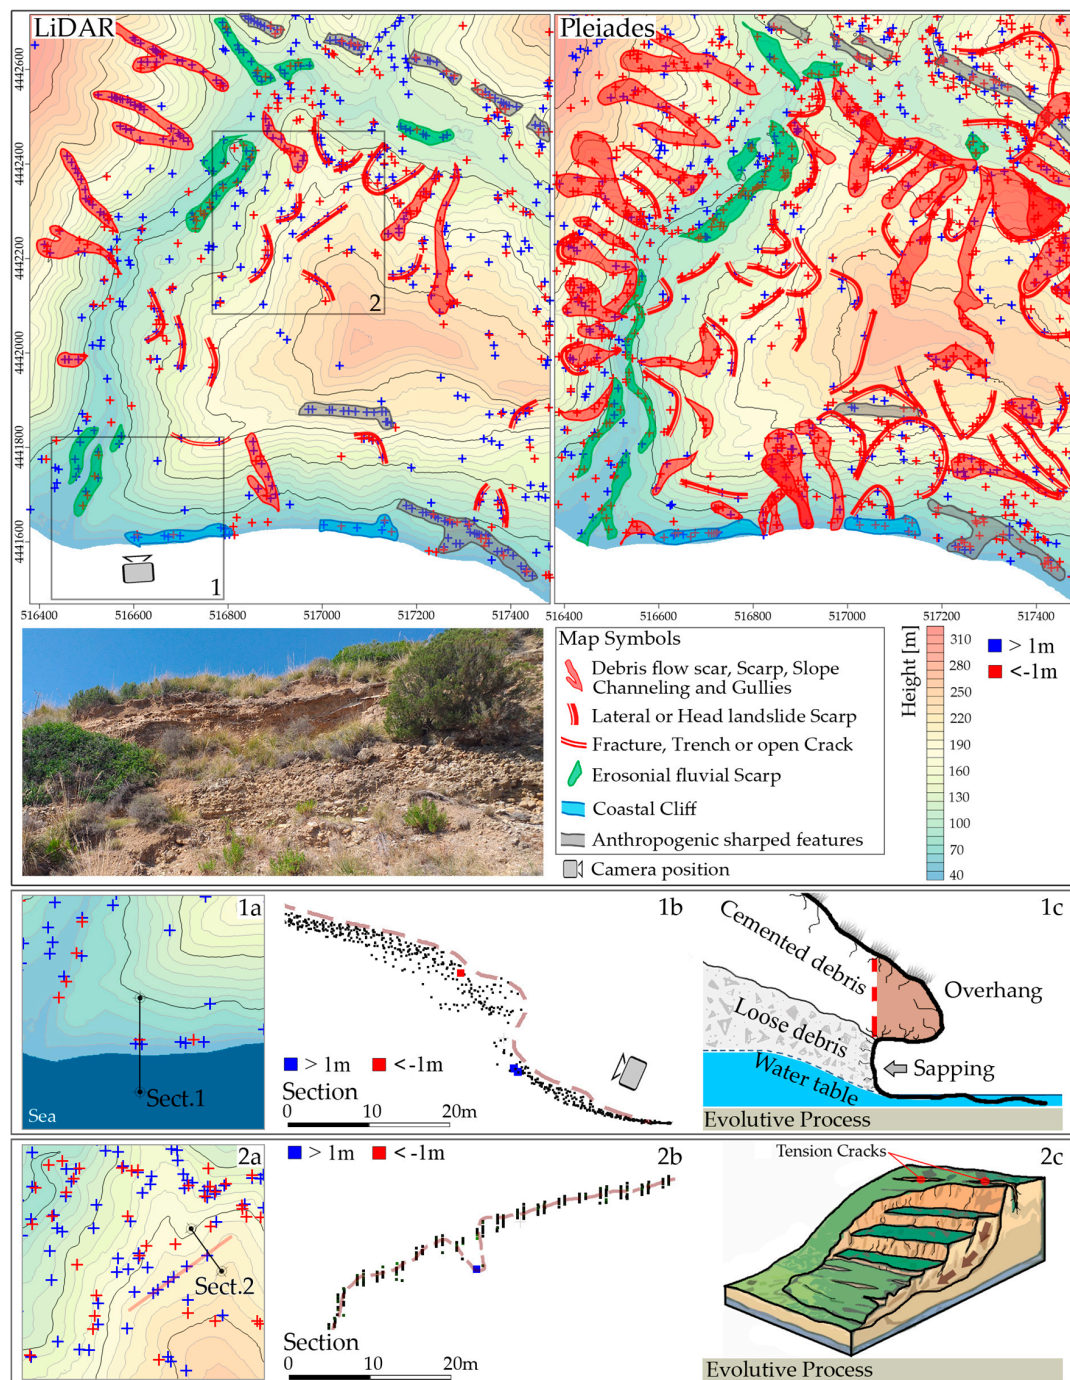 LiDAR
Pleiades
4442600
4442400
4442200
4442000
4441800
4441600
2
1
516400 516600 516800 517000 517200 517400
516600 516800 517000 517200 517400
Map Symbols
Debris flow scar, Scarp, Slope
Channeling and Gullies
Lateral or Head landslide Scarp
Fracture, Trench or open Crack
Erosonial fluvial Scarp
Coastal Cliff
Anthropogenic sharped features
Camera position
Height [m]
310
280
250
220
190
160
130
100
70
40
> 1m
<-1m
1a
Sect.1
Sea
1b
> 1m <-1m
Section
0 10 20m
1c
Cemented debris
Overhang
Loose debris
Sapping
Water table
Evolutive Process
2a
Sect.2
> 1m <-1m
2b
Section
0 10 20m
Tension Cracks
2c
Evolutive Process